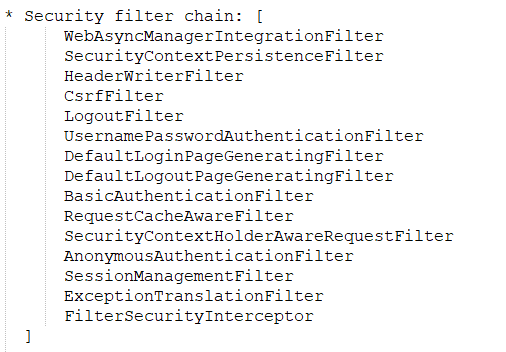 * Security filter chain: [
WebAsyncManagerIntegrationFilter
SecurityContextPersistenceFilter
HeaderWriterFilter
CsrfFilter
LogoutFilter
UsernamePasswordAuthenticationFilter
DefaultLoginPageGeneratingFilter
DefaultLogoutPageGeneratingFilter
BasicAuthenticationFilter
RequestCacheAwareFilter
SecurityContextHolderAwareRequestFilter
AnonymousAuthenticationFilter
SessionManagementFilter
ExceptionTranslationFilter
FilterSecurityInterceptor
]